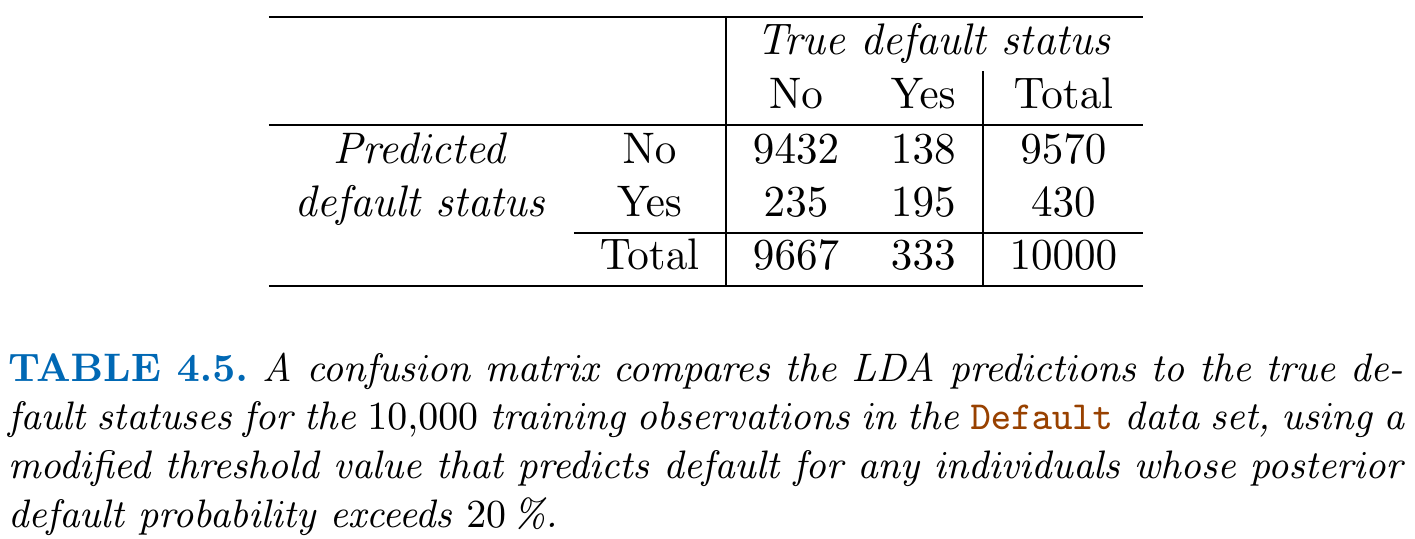 True default status
No Yes Total
Predicted No 9432 138 9570
default status Yes 235 195 430
Total 9667 333 10000
TABLE 4.5. A confusion matrix compares the LDA predictions to the true de-
fault statuses for the 10,000 training observations in the Default data set, using a
modified threshold value that predicts default for any individuals whose posterior
default probability exceeds 20 %.